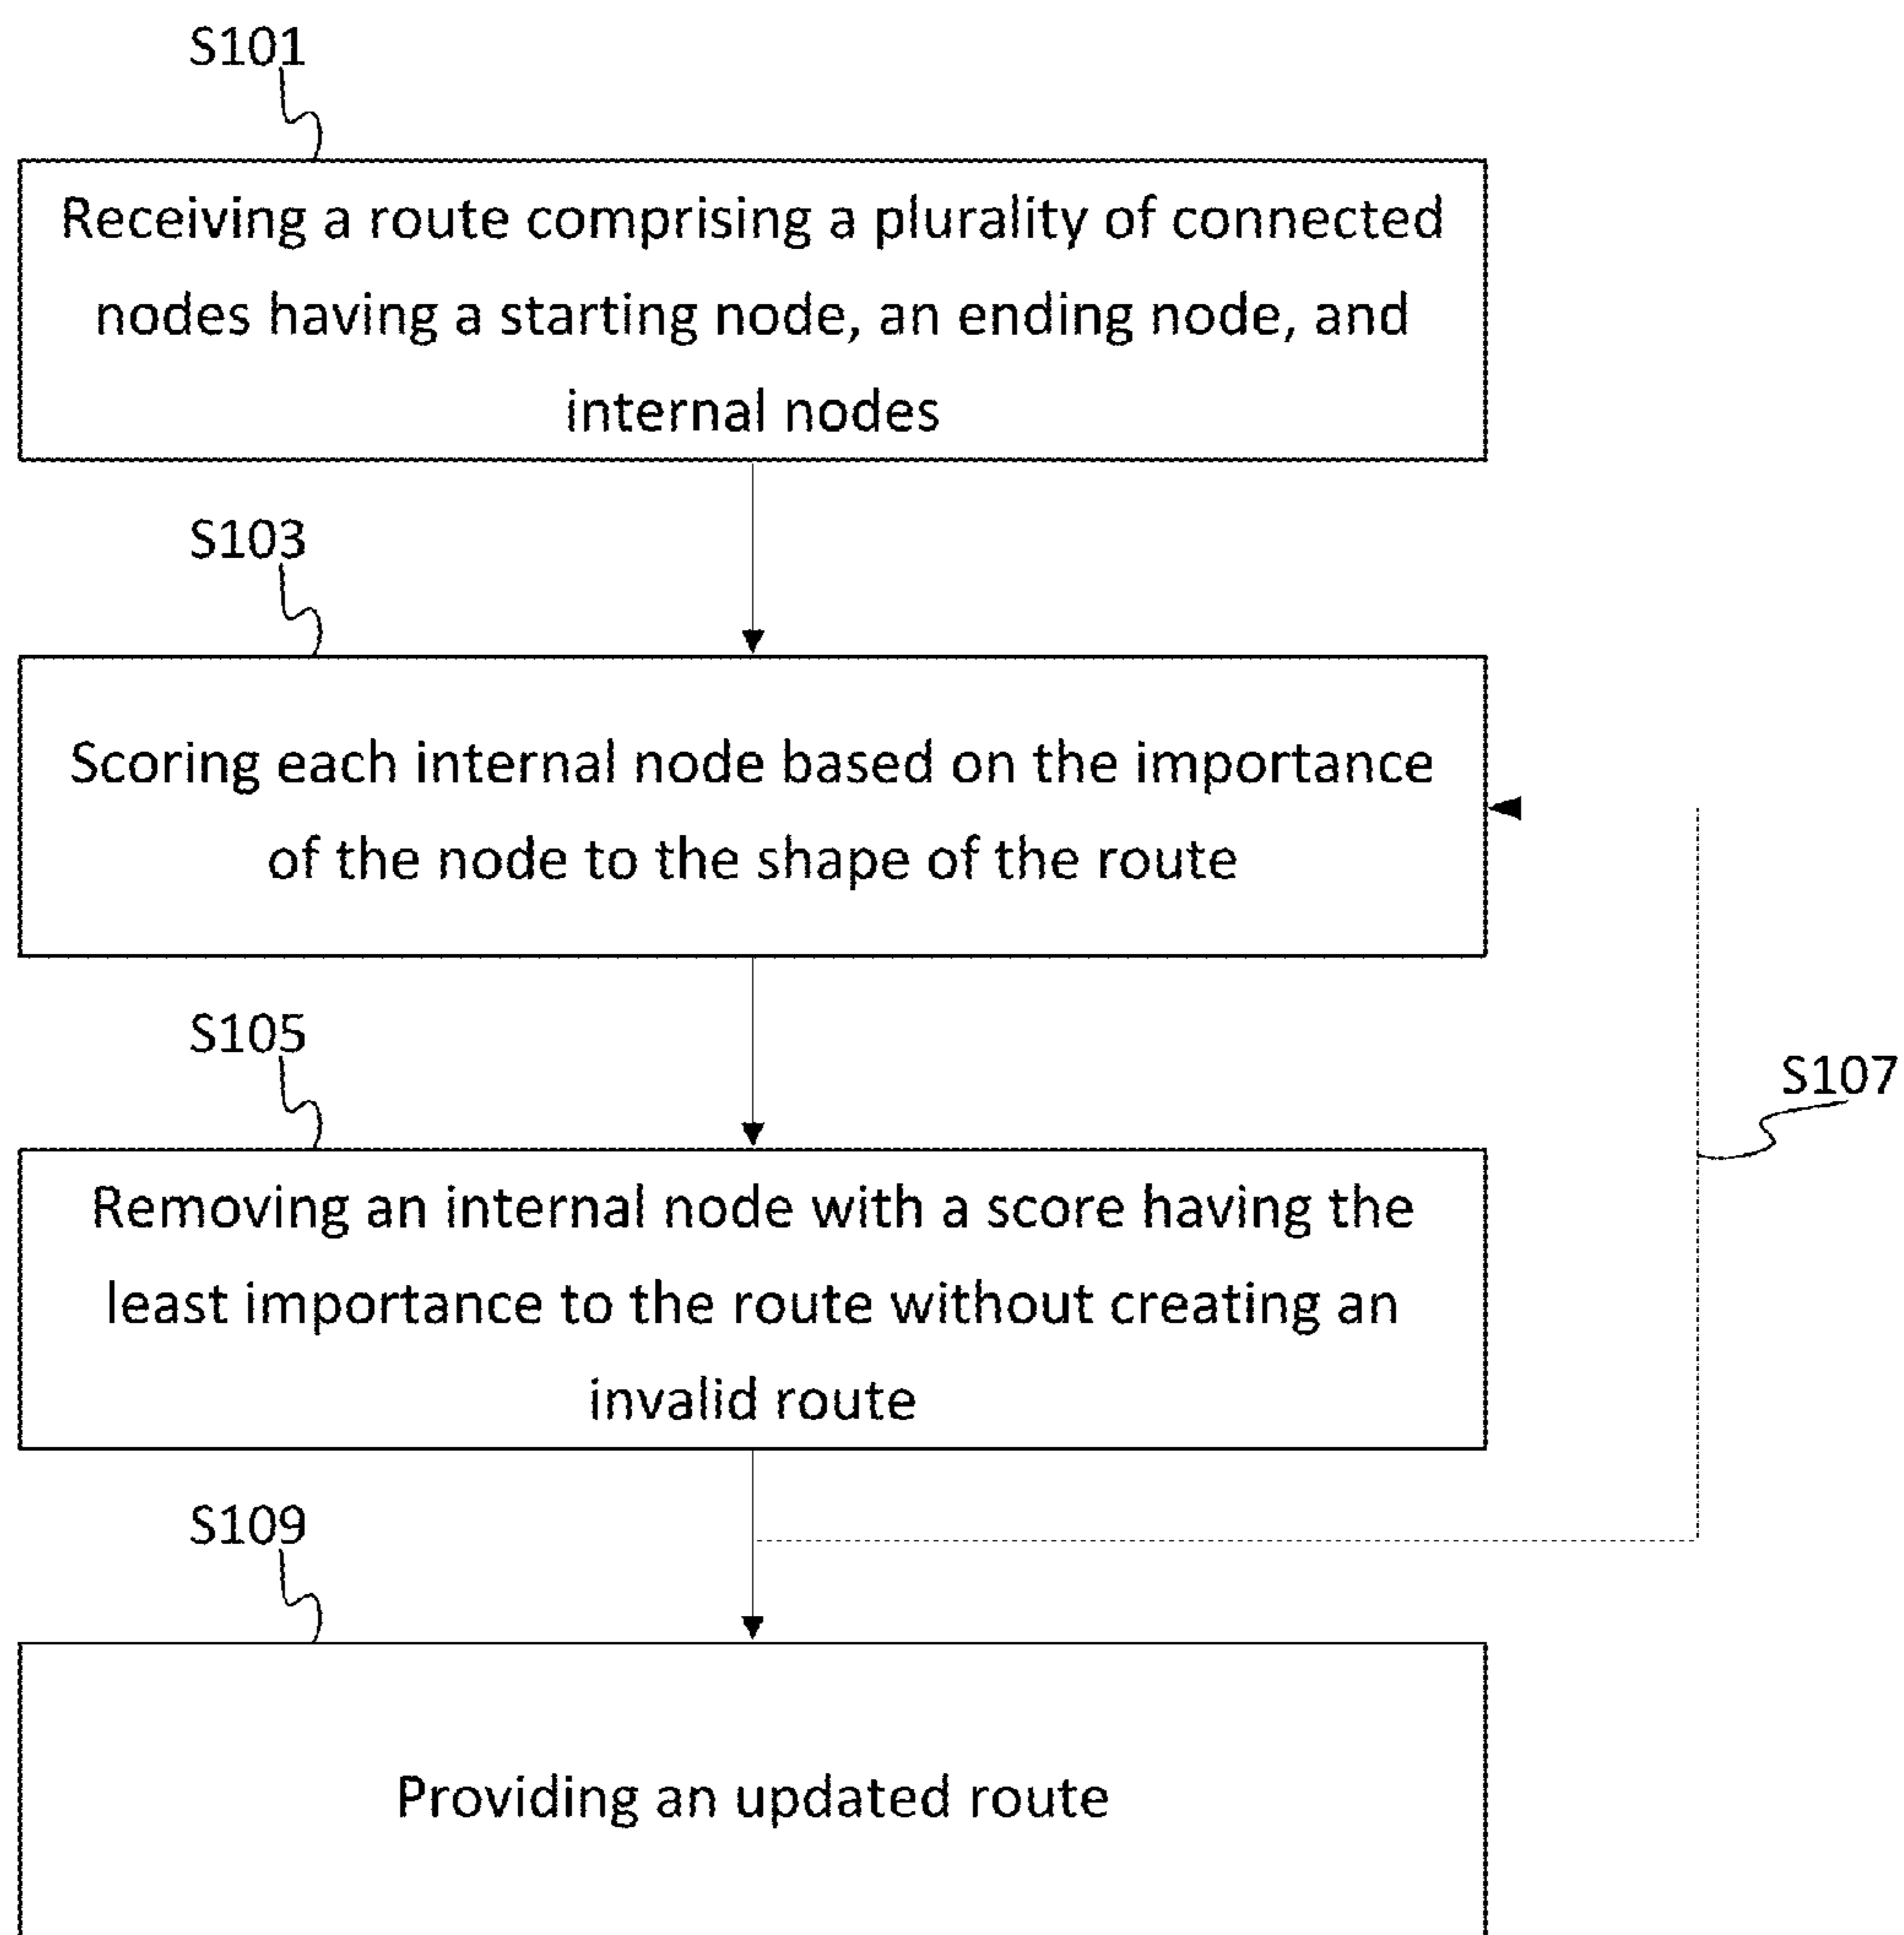 S101
Receiving a route comprising a plurality of connected
nodes having a starting node, an ending node, and
internal nodes
S103
Scoring each internal node based on the importance
of the node to the shape of the route
S105
S107
Removing an internal node with a score having the
least importance to the route without creating an
invalid route
S109
Providing an updated route